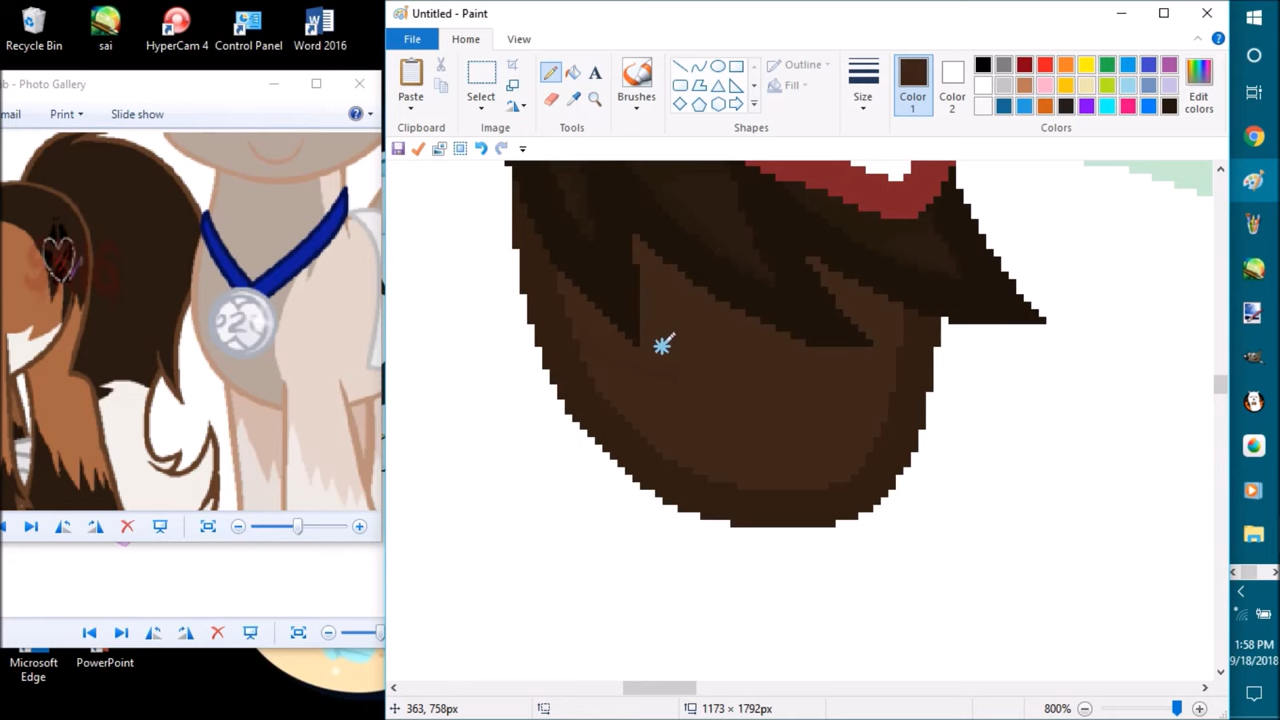 Recycle Bin
sai
HyperCam 4
Control Panel
Word 2016
Untitled - Paint
File
Home
View
b - Photo Gallery
mail
Print
Slide show
Paste
Select
Brushes
Outline
Fill
Size
Color
1
Color
2
Edit
colors
Clipboard
Image
Tools
Shapes
Colors
Microsoft
Edge
PowerPoint
363, 758px
1173 × 1792px
800%
1:58 PM
9/18/2018